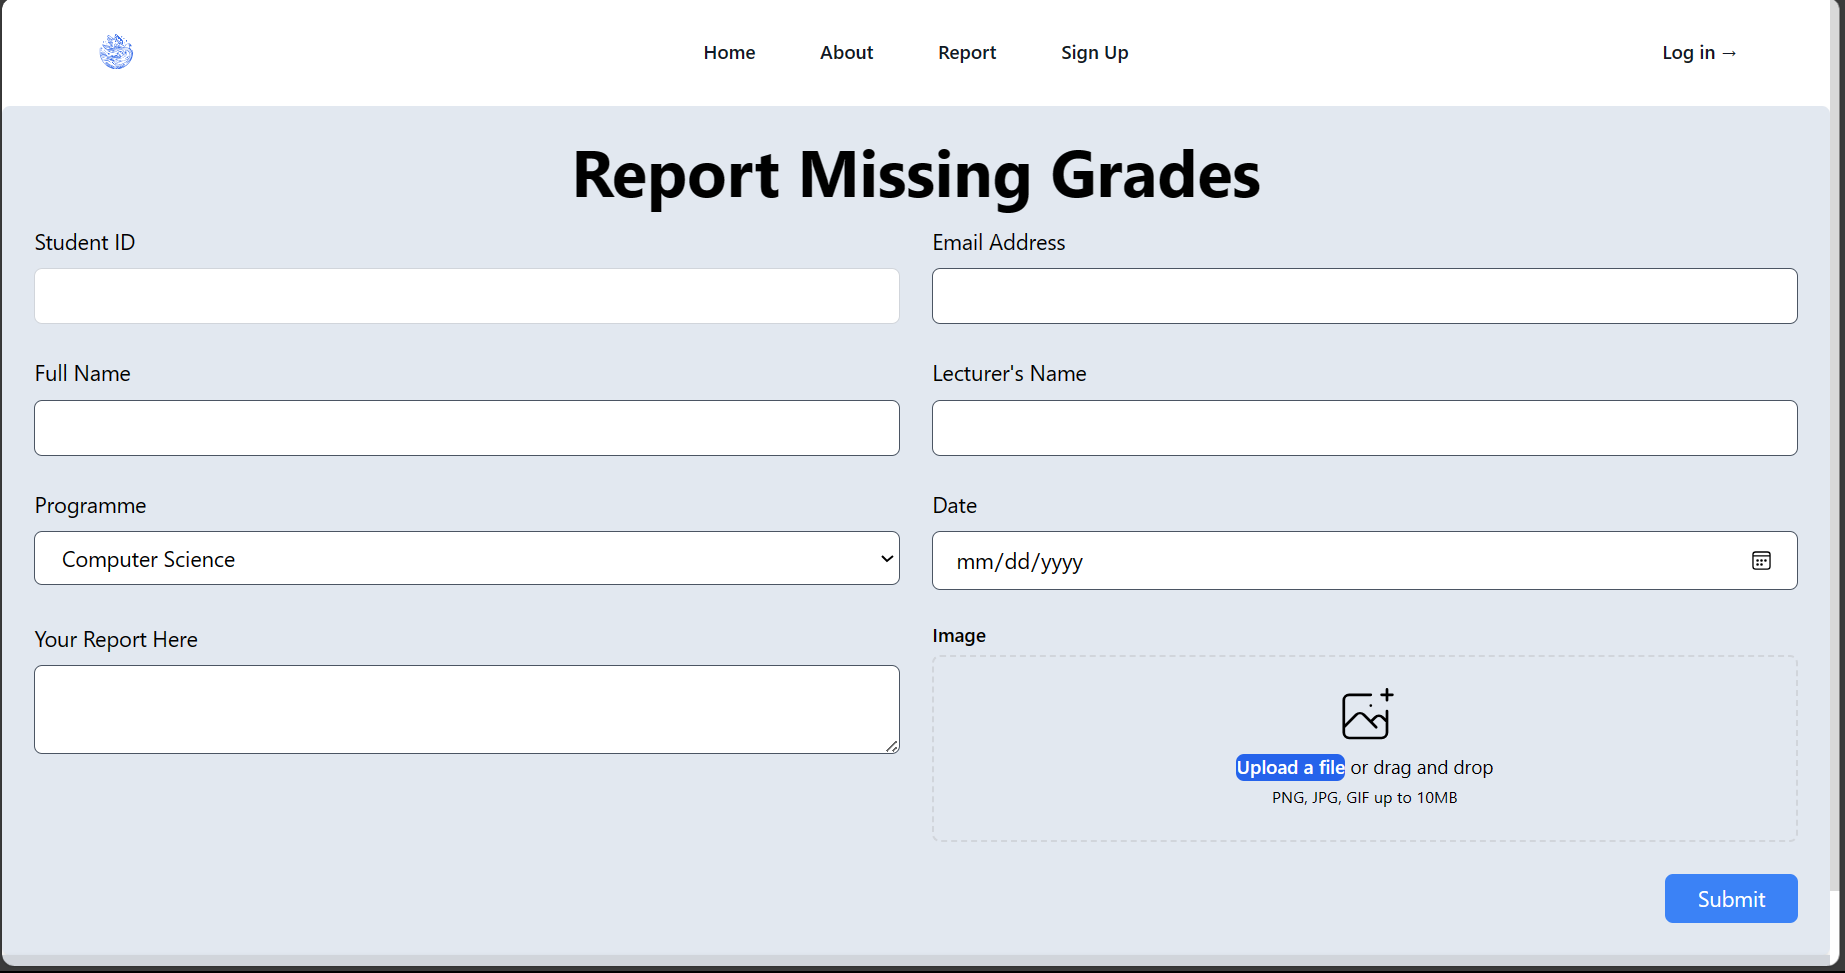 Home About Report Sign Up Log in →
Report Missing Grades
Student ID
Email Address
Full Name
Lecturer's Name
Programme
Computer Science
Date
mm/dd/yyyy
Your Report Here
Image
Upload a file or drag and drop
PNG, JPG, GIF up to 10MB
Submit